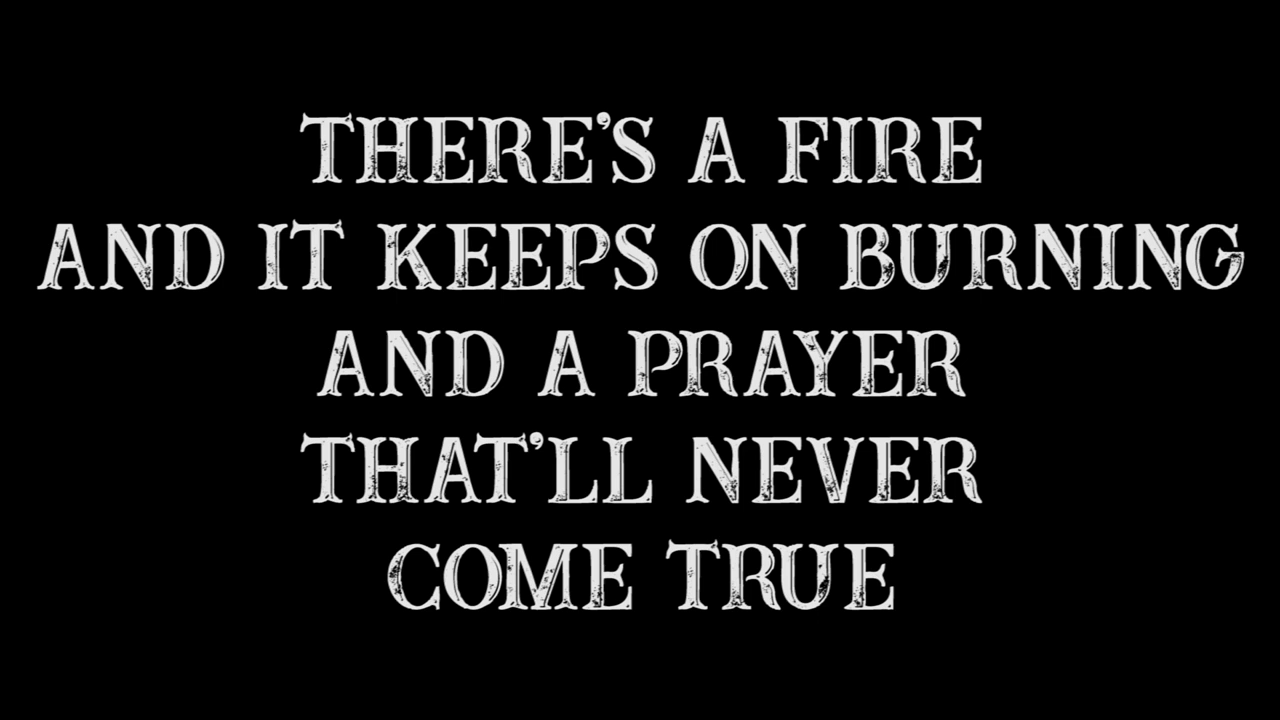 THERE'S A FIRE
AND IT KEEPS ON BURNING
AND A PRAYER
THAT'LL NEVER
COME TRUE